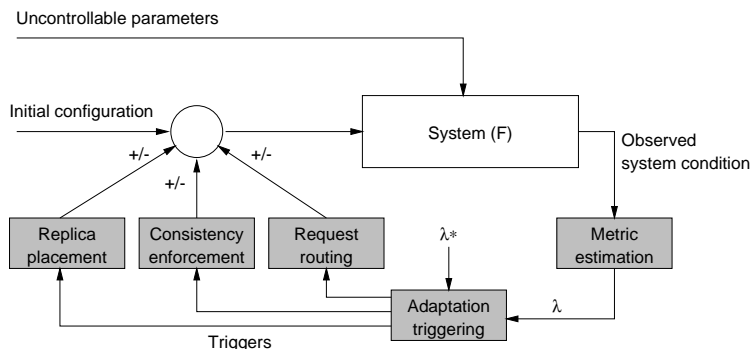 Uncontrollable parameters
Initial configuration
System (F)
Observed
system condition
+/-
+/-
+/-
Replica
placement
Consistency
enforcement
Request
routing
λ*
Metric
estimation
Adaptation
triggering
λ
Triggers